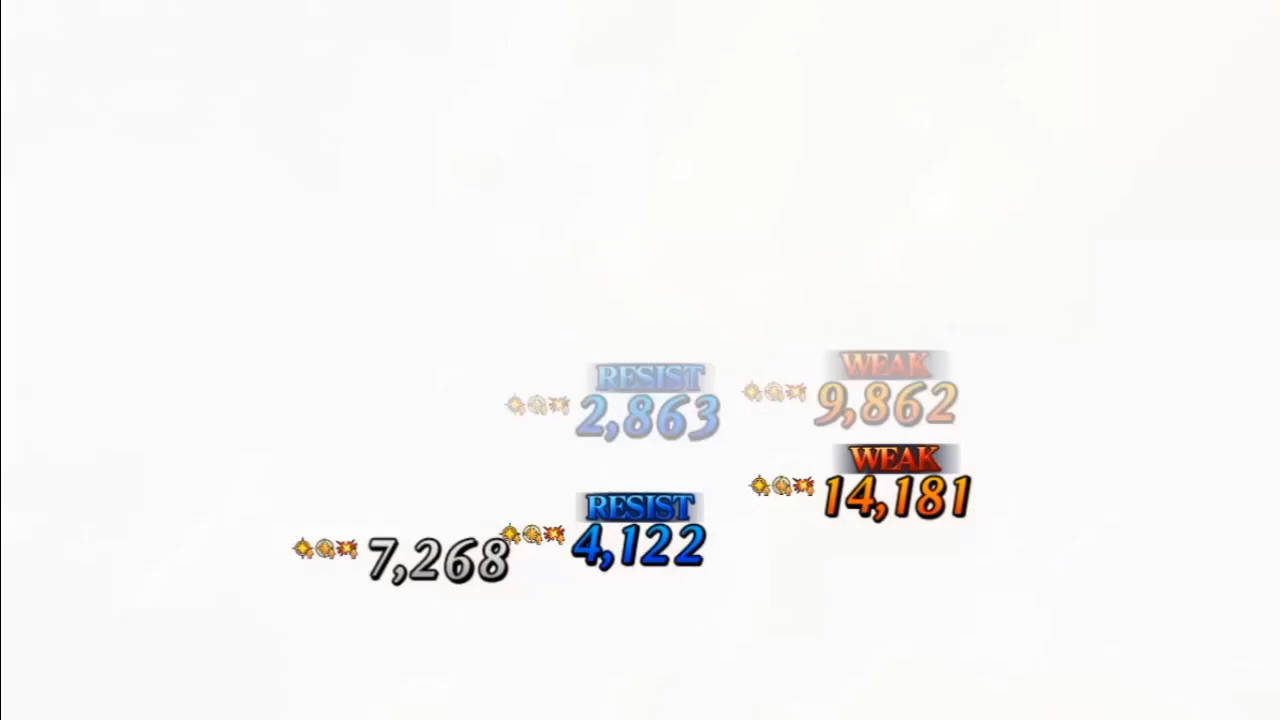 WEAK
9,862
RESIST
2,863
WEAK
14,181
RESIST
4,122
7,268